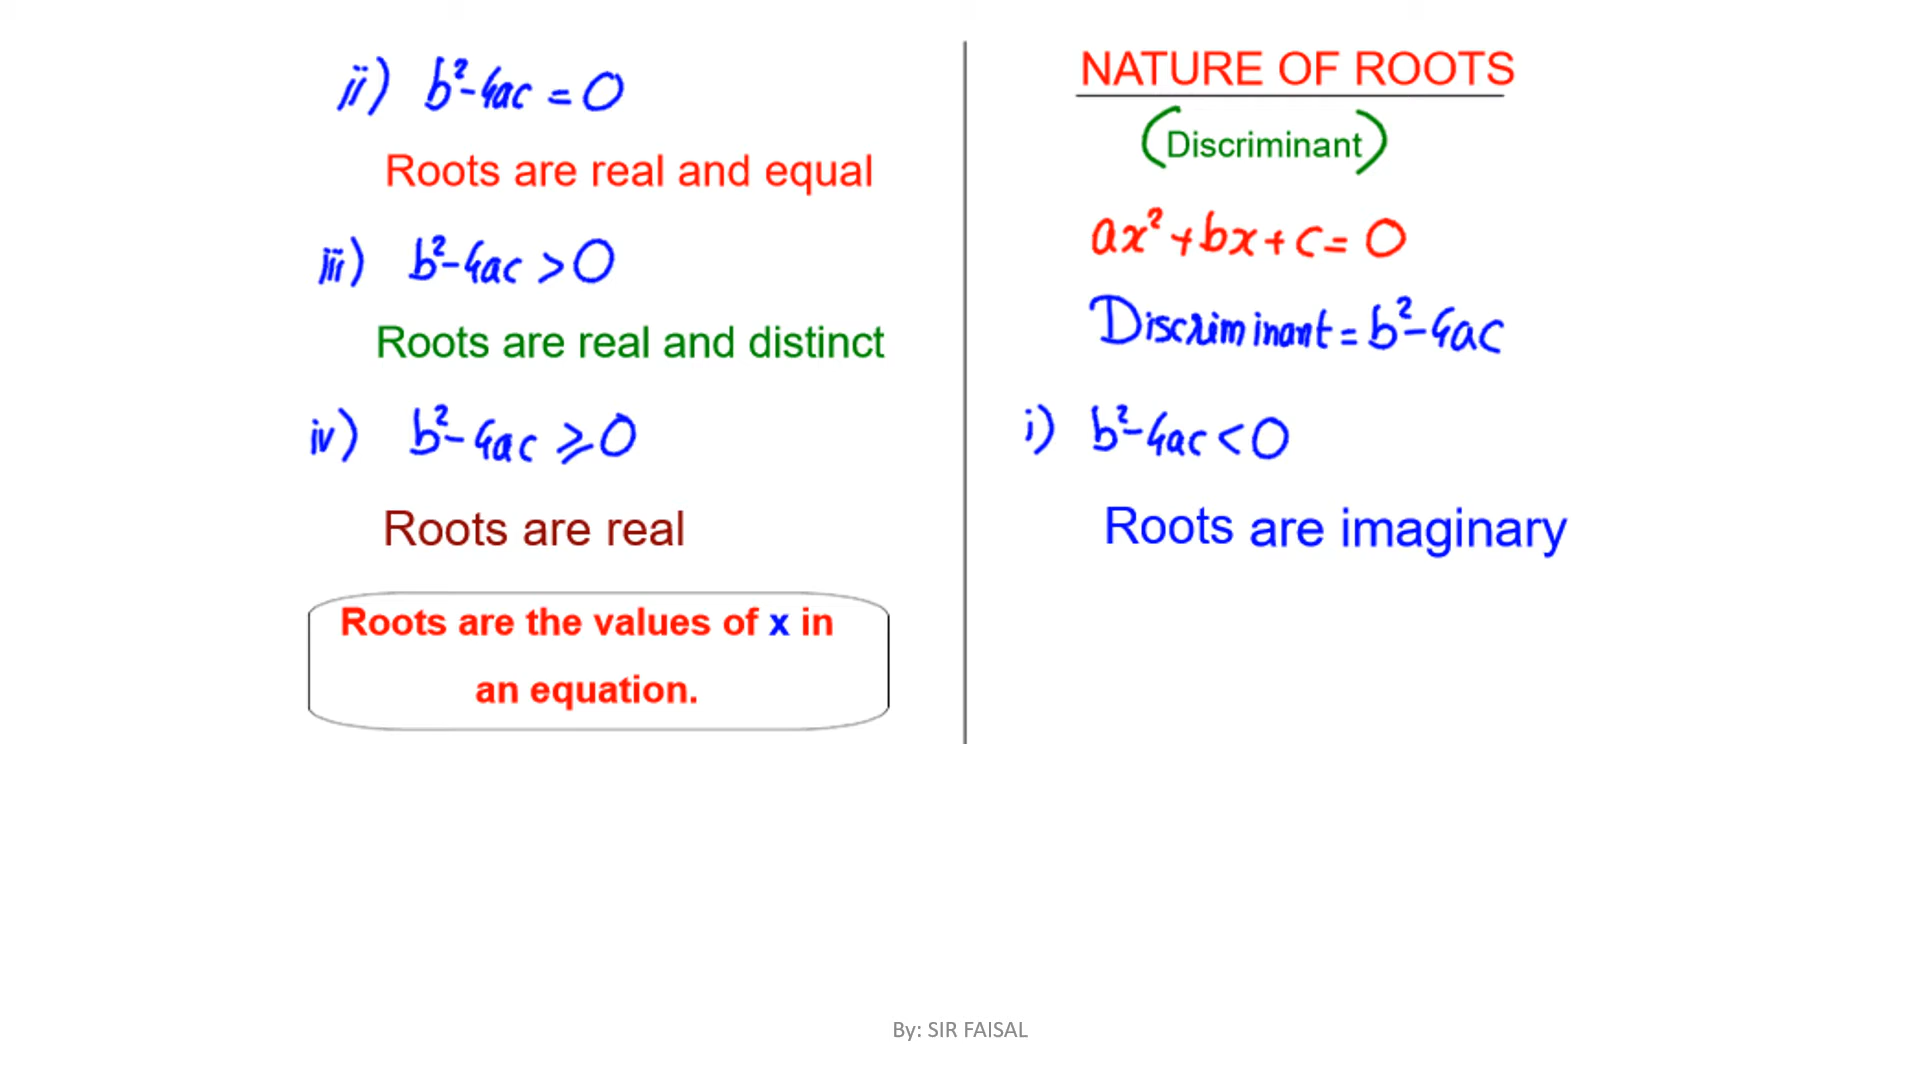 NATURE OF ROOTS
(Discriminant)
ax²+bx+c=0
Discriminant=b²-4ac
i) b²-4ac<0
Roots are imaginary
ii) b²-4ac=0
Roots are real and equal
iii) b²-4ac>0
Roots are real and distinct
iv) b²-4ac⩾0
Roots are real
Roots are the values of x in
an equation.
By: SIR FAISAL